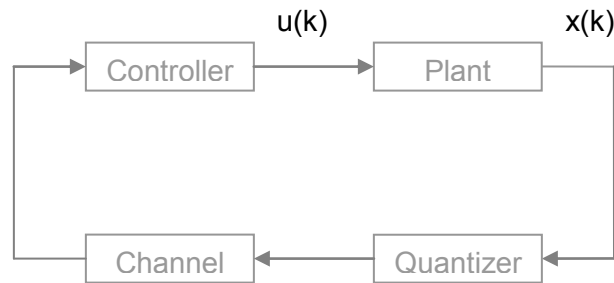 u(k) x(k)
Controller Plant
Channel Quantizer